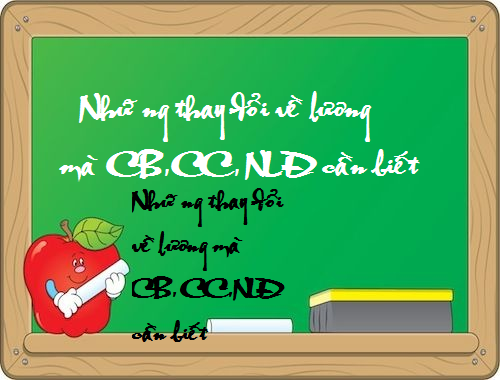 Những thay đổi về lương
mà CB, CC, NLĐ cần biết
Những thay đổi
về lương mà
CB, CC,NLĐ
cần biết